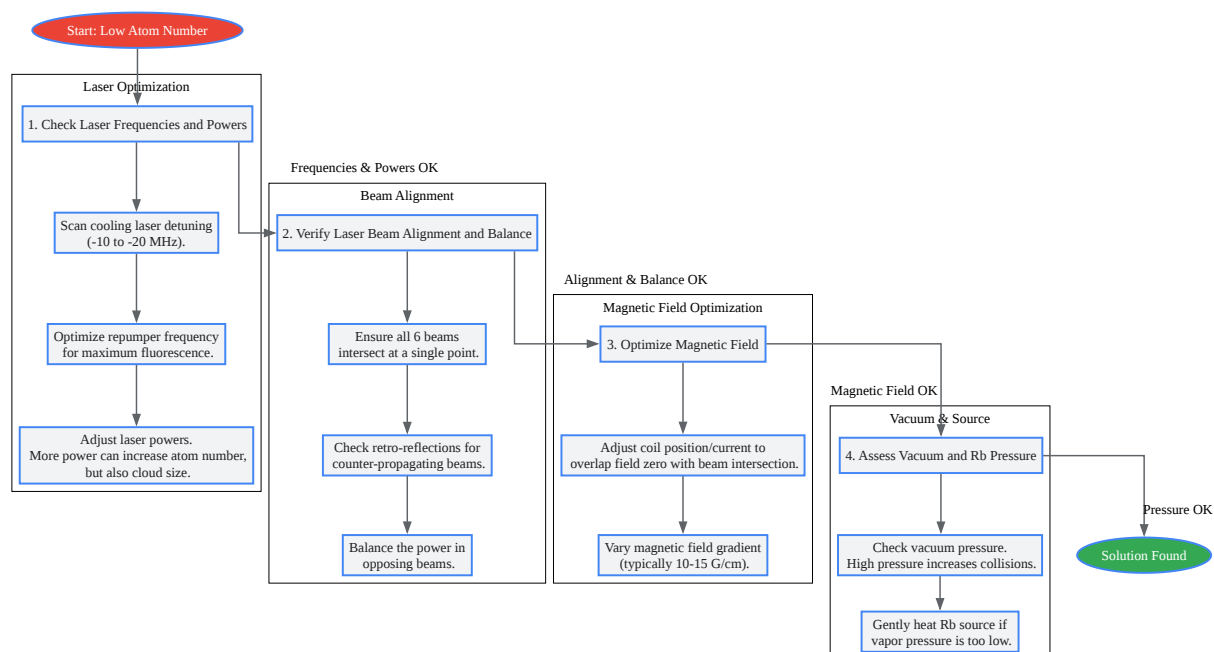 Start: Low Atom Number
Laser Optimization
1. Check Laser Frequencies and Powers
Scan cooling laser detuning
(-10 to -20 MHz).
Optimize repumper frequency
for maximum fluorescence.
Adjust laser powers.
More power can increase atom number,
but also cloud size.
Frequencies & Powers OK
Beam Alignment
2. Verify Laser Beam Alignment and Balance
Ensure all 6 beams
intersect at a single point.
Check retro-reflections for
counter-propagating beams.
Balance the power in
opposing beams.
Alignment & Balance OK
Magnetic Field Optimization
3. Optimize Magnetic Field
Adjust coil position/current to
overlap field zero with beam intersection.
Vary magnetic field gradient
(typically 10-15 G/cm).
Magnetic Field OK
Vacuum & Source
4. Assess Vacuum and Rb Pressure
Check vacuum pressure.
High pressure increases collisions.
Gently heat Rb source if
vapor pressure is too low.
Pressure OK
Solution Found